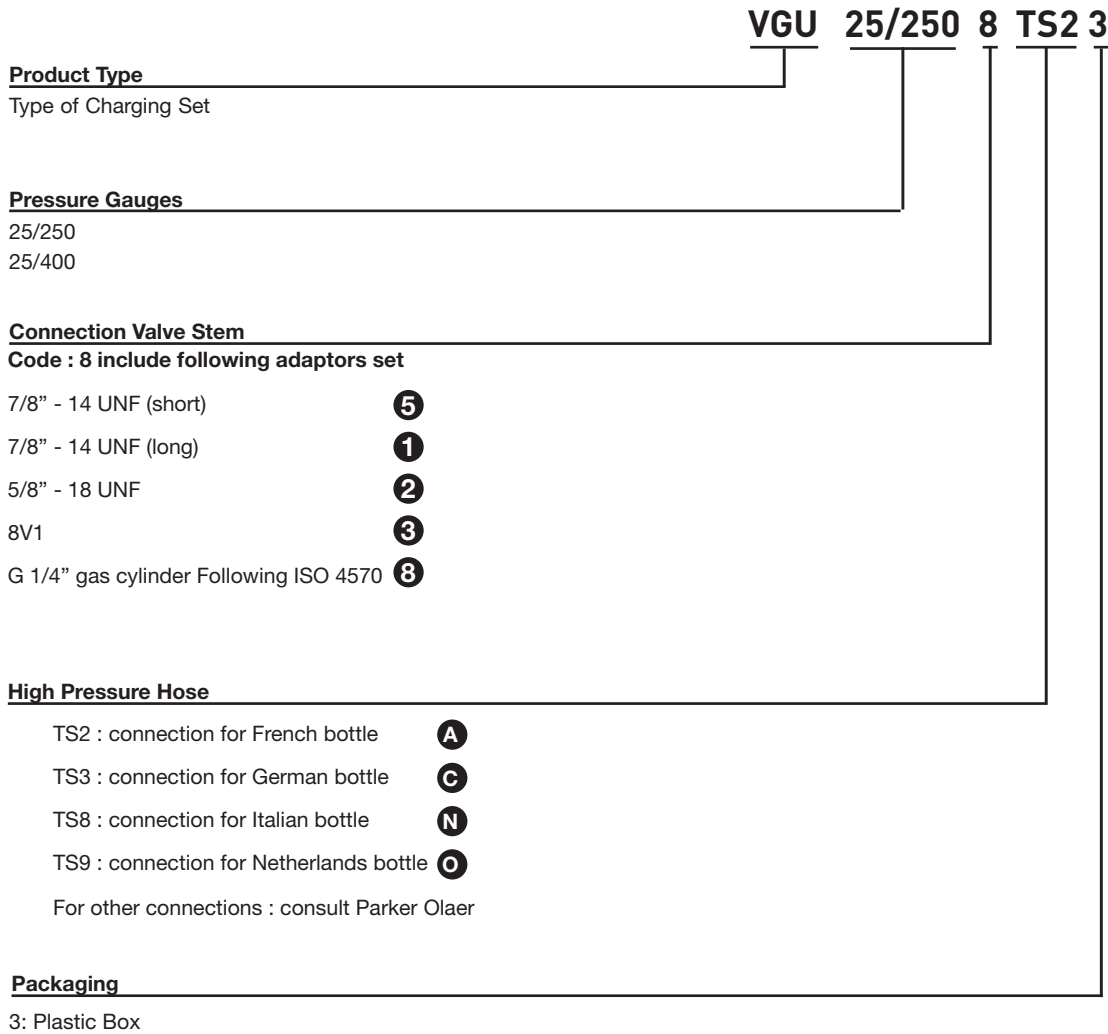 VGU 25/250 8 TS2 3
Product Type
Type of Charging Set
Pressure Gauges
25/250
25/400
Connection Valve Stem
Code : 8 include following adaptors set
7/8” - 14 UNF (short) 5
7/8” - 14 UNF (long) 1
5/8” - 18 UNF 2
8V1 3
G 1/4” gas cylinder Following ISO 4570 8
High Pressure Hose
TS2 : connection for French bottle A
TS3 : connection for German bottle C
TS8 : connection for Italian bottle N
TS9 : connection for Netherlands bottle O
For other connections : consult Parker Olaer
Packaging
3: Plastic Box